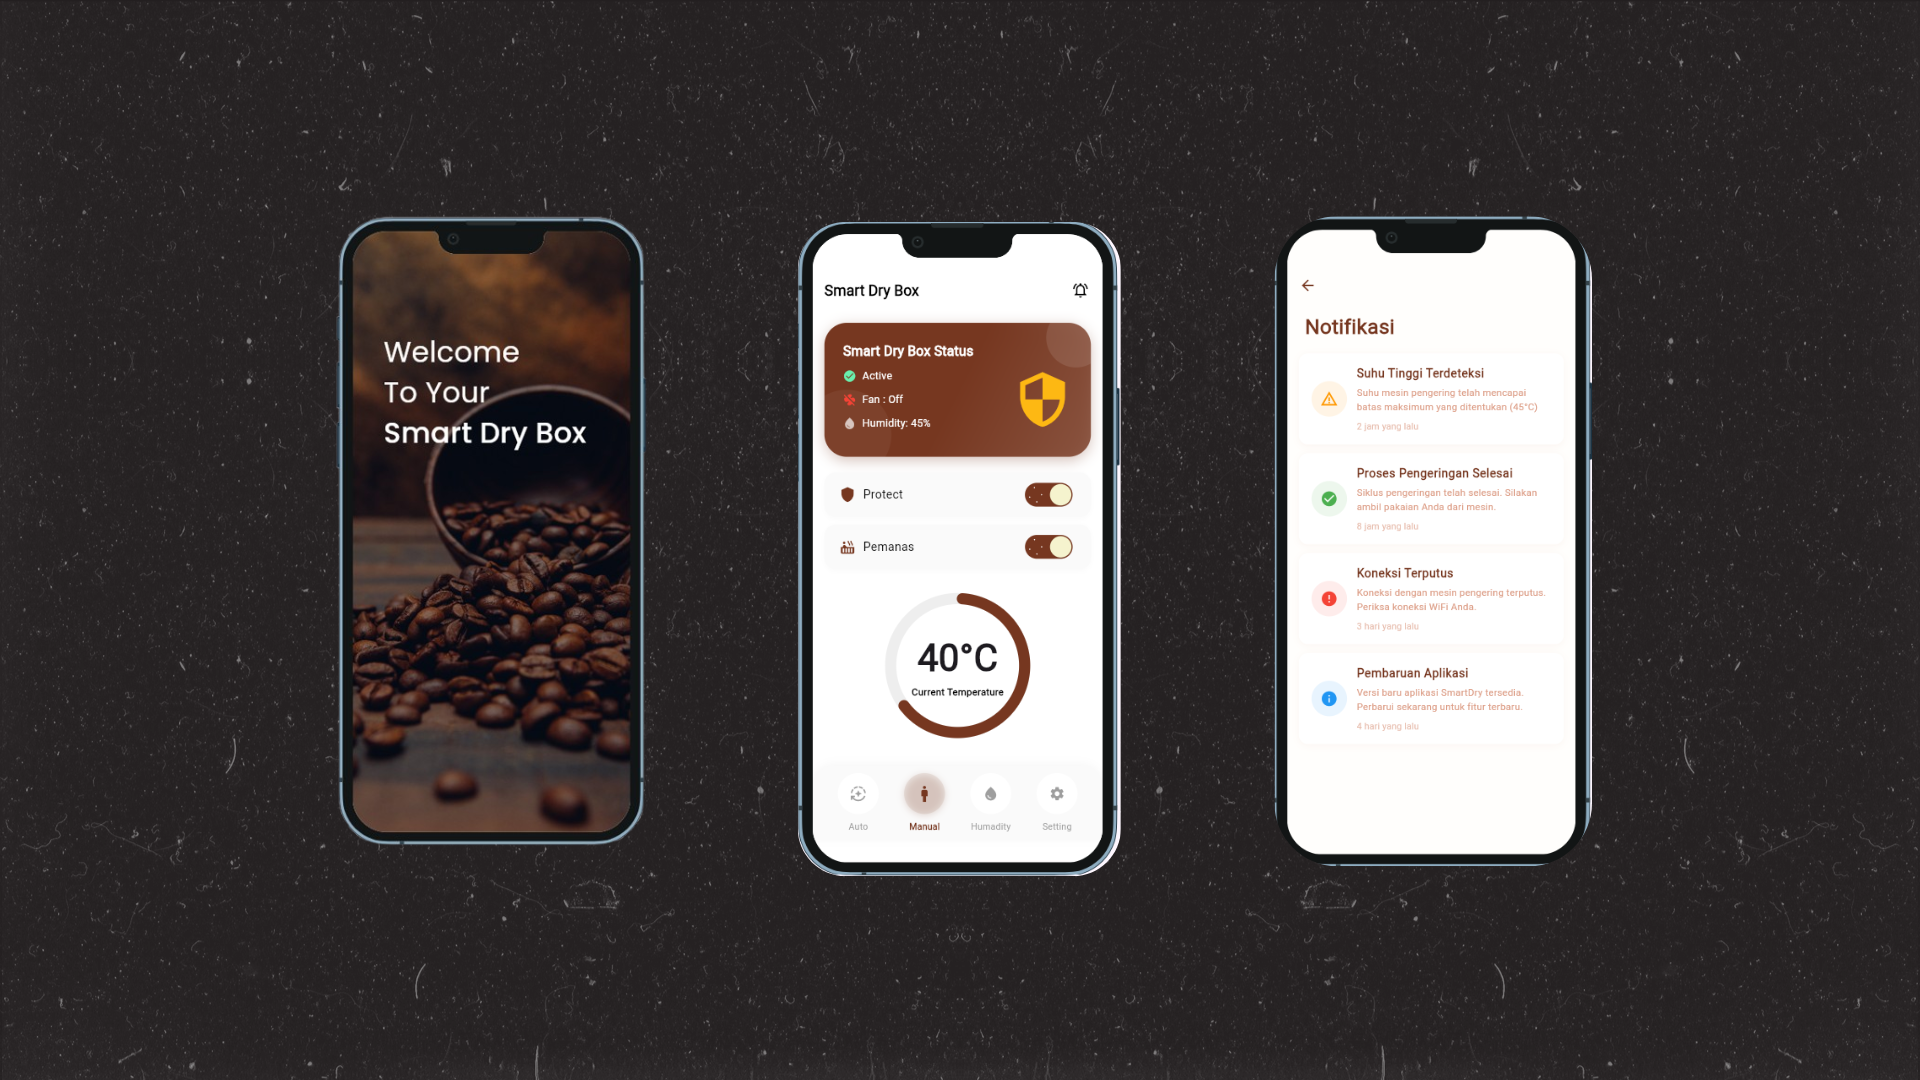 Welcome
To Your
Smart Dry Box
Smart Dry Box
Smart Dry Box Status
Active
Fan : Off
Humidity: 45%
Protect
Pemanas
40°C
Current Temperature
Auto
Manual
Humadity
Setting
Notifikasi
Suhu Tinggi Terdeteksi
Suhu mesin pengering telah mencapai
batas maksimum yang ditentukan (45°C)
2 jam yang lalu
Proses Pengeringan Selesai
Siklus pengeringan telah selesai. Silakan
ambil pakaian Anda dari mesin.
8 jam yang lalu
Koneksi Terputus
Koneksi dengan mesin pengering terputus.
Periksa koneksi WiFi Anda.
3 hari yang lalu
Pembaruan Aplikasi
Versi baru aplikasi SmartDry tersedia.
Perbarui sekarang untuk fitur terbaru.
4 hari yang lalu